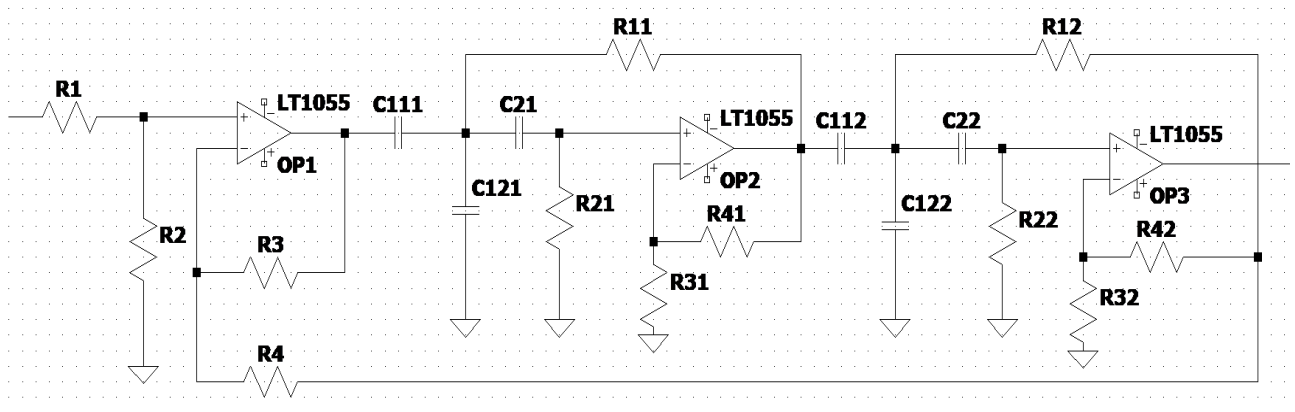 R11
R12
R1
LT1055
C111
C21
LT1055
C112
C22
LT1055
+
-
-
+
OP1
+
-
-
+
OP2
+
-
-
+
OP3
C121
R21
R41
C122
R22
R42
R2
R3
R31
R32
R4